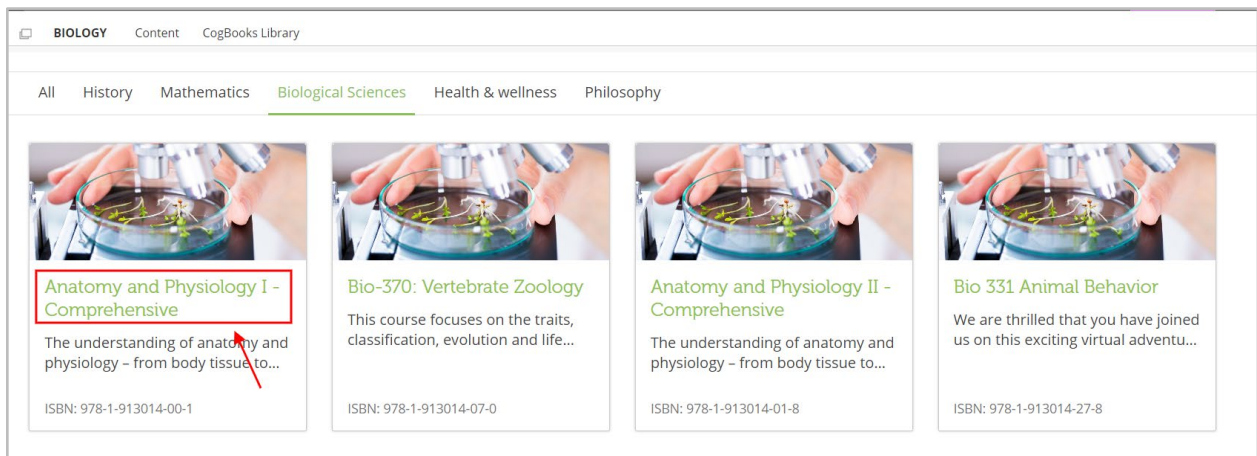 BIOLOGY Content CogBooks Library
All History Mathematics Biological Sciences Health & wellness Philosophy
Anatomy and Physiology I -
Comprehensive
The understanding of anatomy and
physiology – from body tissue to...
ISBN: 978-1-913014-00-1
Bio-370: Vertebrate Zoology
This course focuses on the traits,
classification, evolution and life...
ISBN: 978-1-913014-07-0
Anatomy and Physiology II -
Comprehensive
The understanding of anatomy and
physiology – from body tissue to...
ISBN: 978-1-913014-01-8
Bio 331 Animal Behavior
We are thrilled that you have joined
us on this exciting virtual adventu...
ISBN: 978-1-913014-27-8